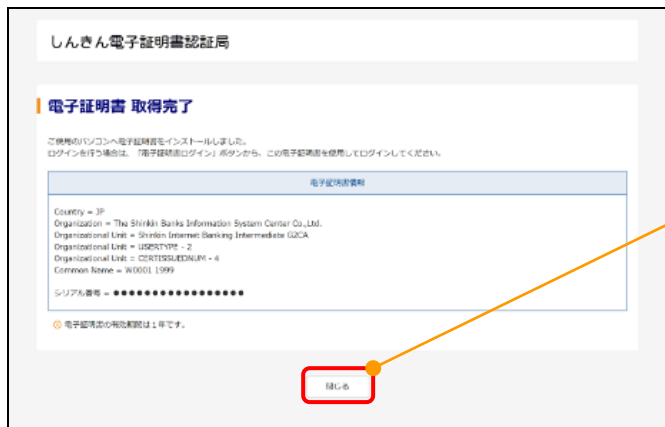 しんきん電子証明書認証局
電子証明書 取得完了
ご使用のパソコンへ電子証明書をインストールしました。
ログインを行う場合は、「電子証明書ログイン」ボタンから、この電子証明書を使用してログインしてください。
電子証明書情報
Country = JP
Organization = The Shinkin Banks Information System Center Co.,Ltd.
Organizational Unit = Shinkin Internet Banking Intermediate G2CA
Organizational Unit = USERTYPE - 2
Organizational Unit = CERTISSUEDNUM - 4
Common Name = W0001 1999
シリアル番号 = ●●●●●●●●●●●●●●●●●
電子証明書の有効期限は1年です。
閉じる